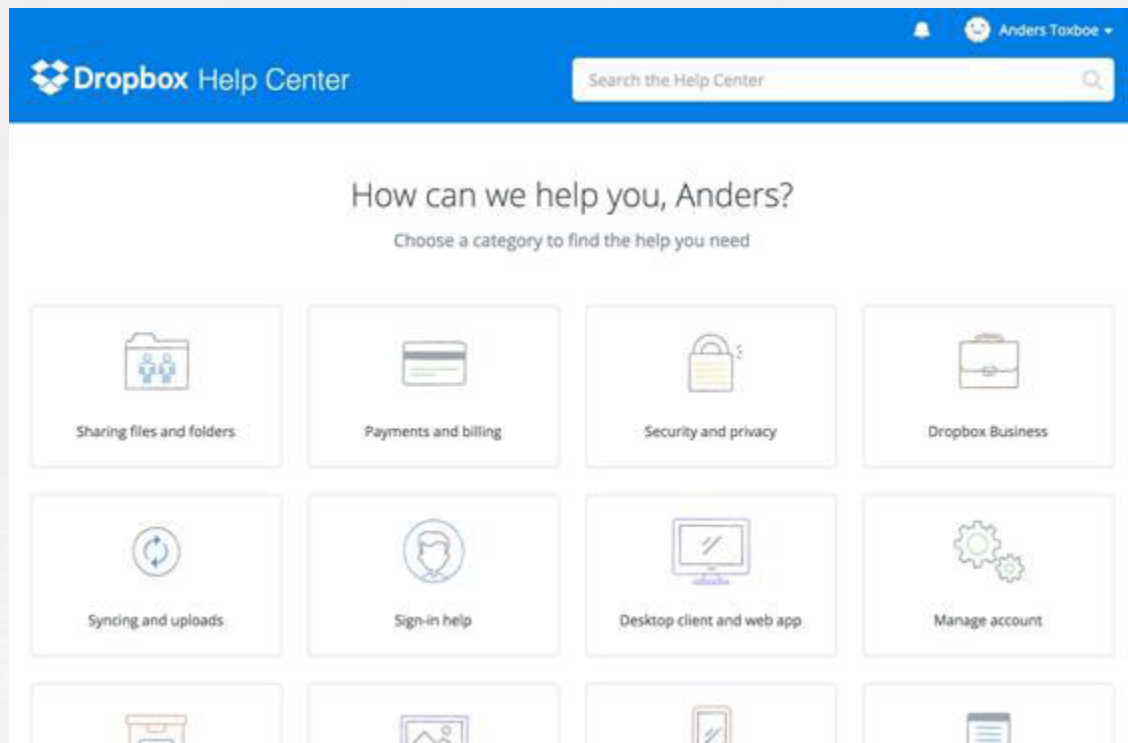 Anders Toxboe
Dropbox Help Center
Search the Help Center
How can we help you, Anders?
Choose a category to find the help you need
Sharing files and folders
Payments and billing
Security and privacy
Dropbox Business
Syncing and uploads
Sign-in help
Desktop client and web app
Manage account